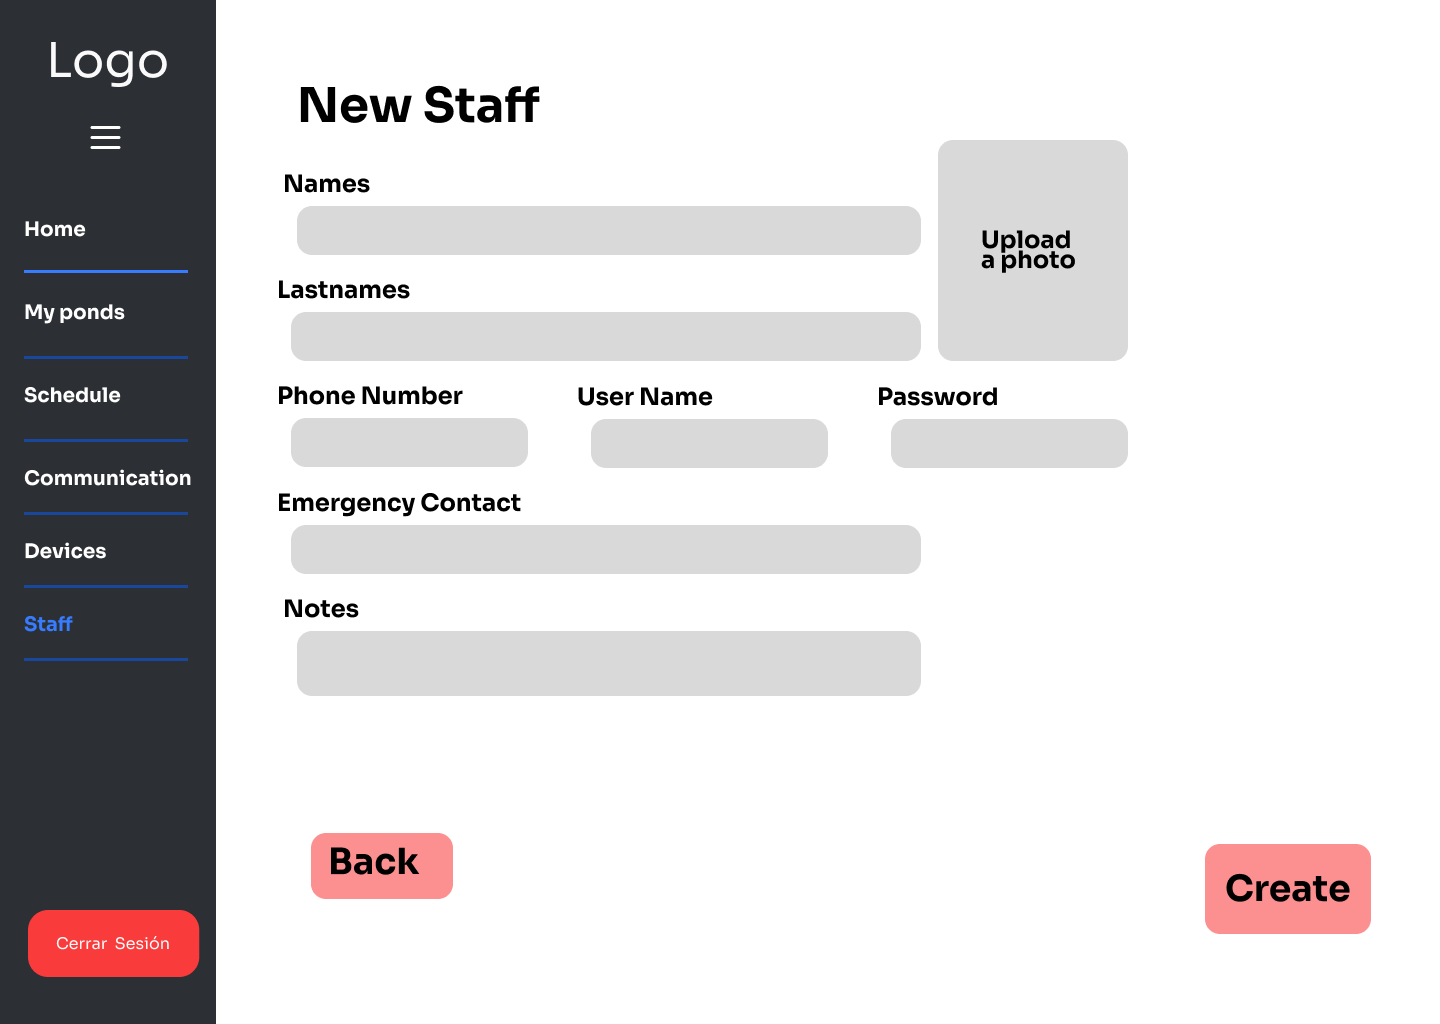 Logo
Home
My ponds
Schedule
Communication
Devices
Staff
Cerrar Sesión
New Staff
Names
Lastnames
Upload
a photo
Phone Number
User Name
Password
Emergency Contact
Notes
Back
Create